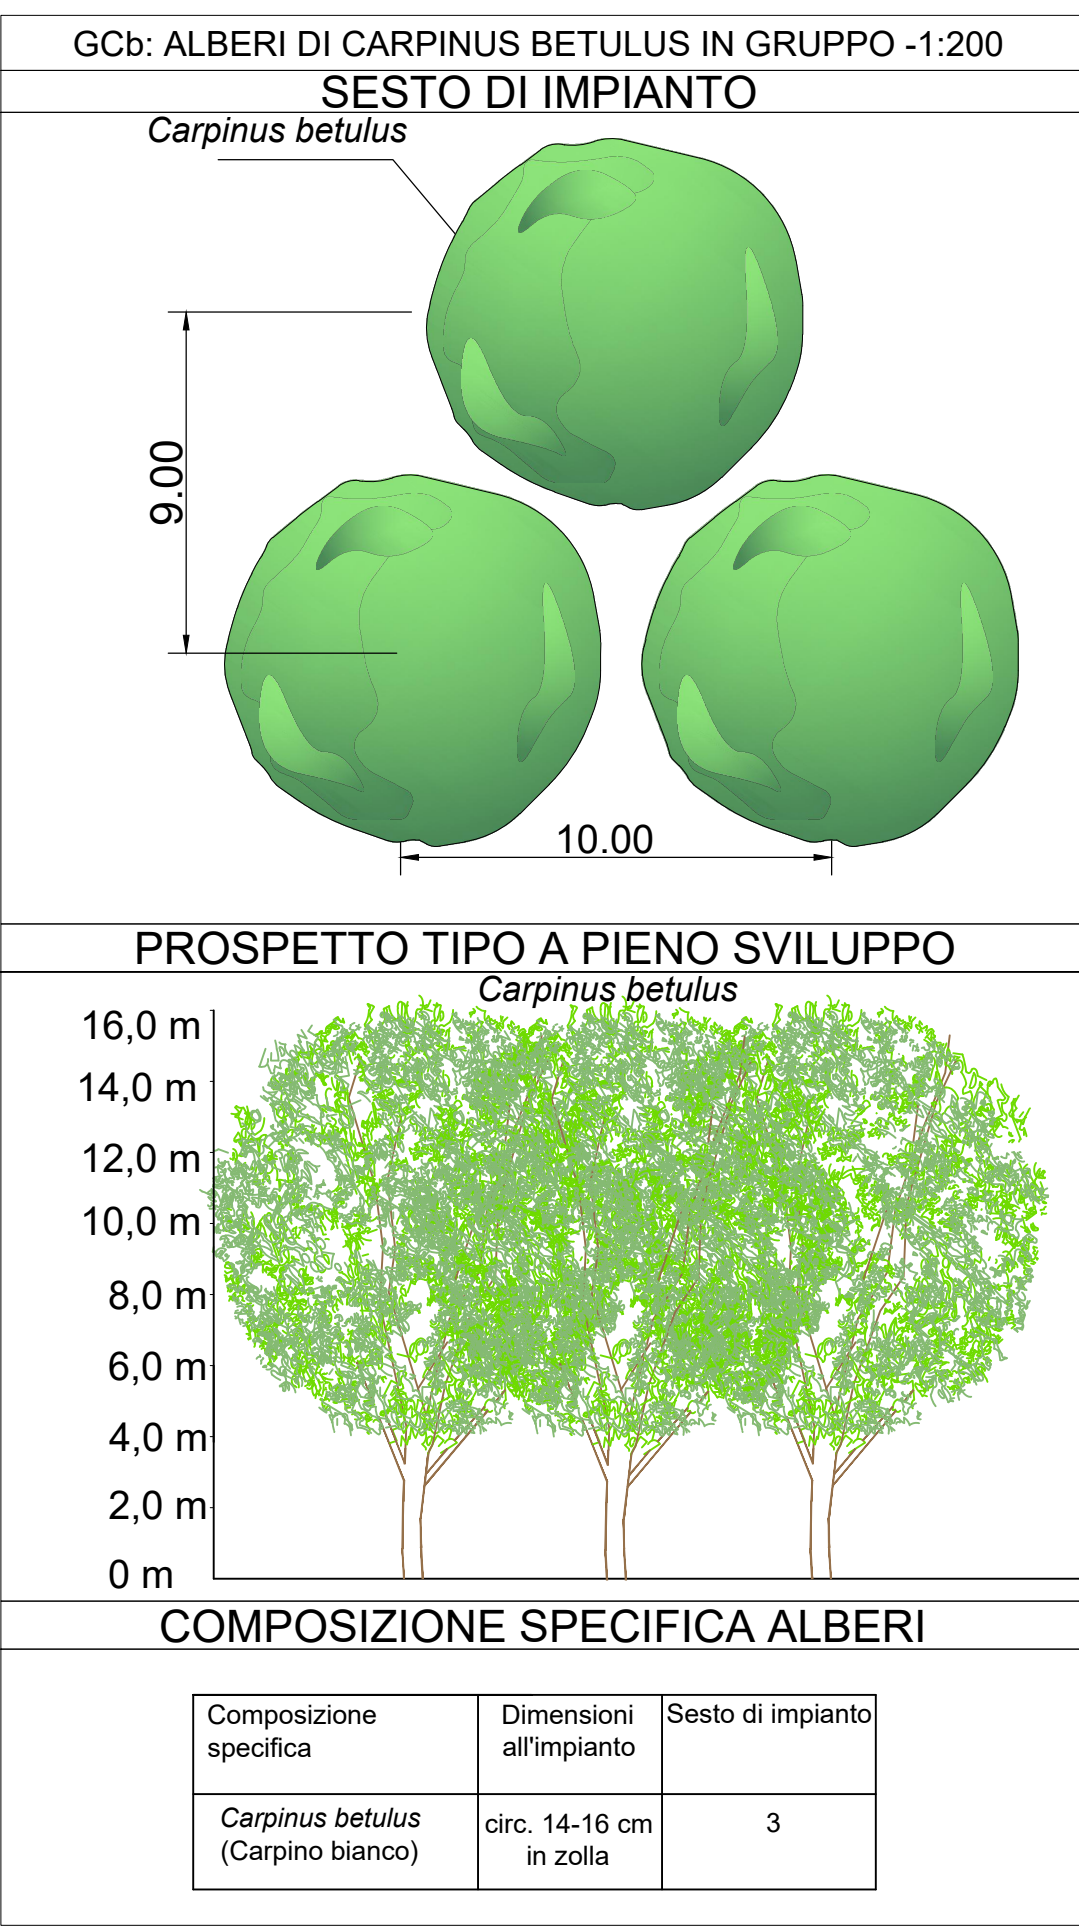 GCb: ALBERI DI CARPINUS BETULUS IN GRUPPO -1:200
SESTO DI IMPIANTO
Carpinus betulus
9.00
10.00
PROSPETTO TIPO A PIENO SVILUPPO
Carpinus betulus
16,0 m
14,0 m
12,0 m
10,0 m
8,0 m
6,0 m
4,0 m
2,0 m
0 m
COMPOSIZIONE SPECIFICA ALBERI
Composizione
specifica
Dimensioni
all'impianto
Sesto di impianto
Carpinus betulus
(Carpino bianco)
circ. 14-16 cm
in zolla
3